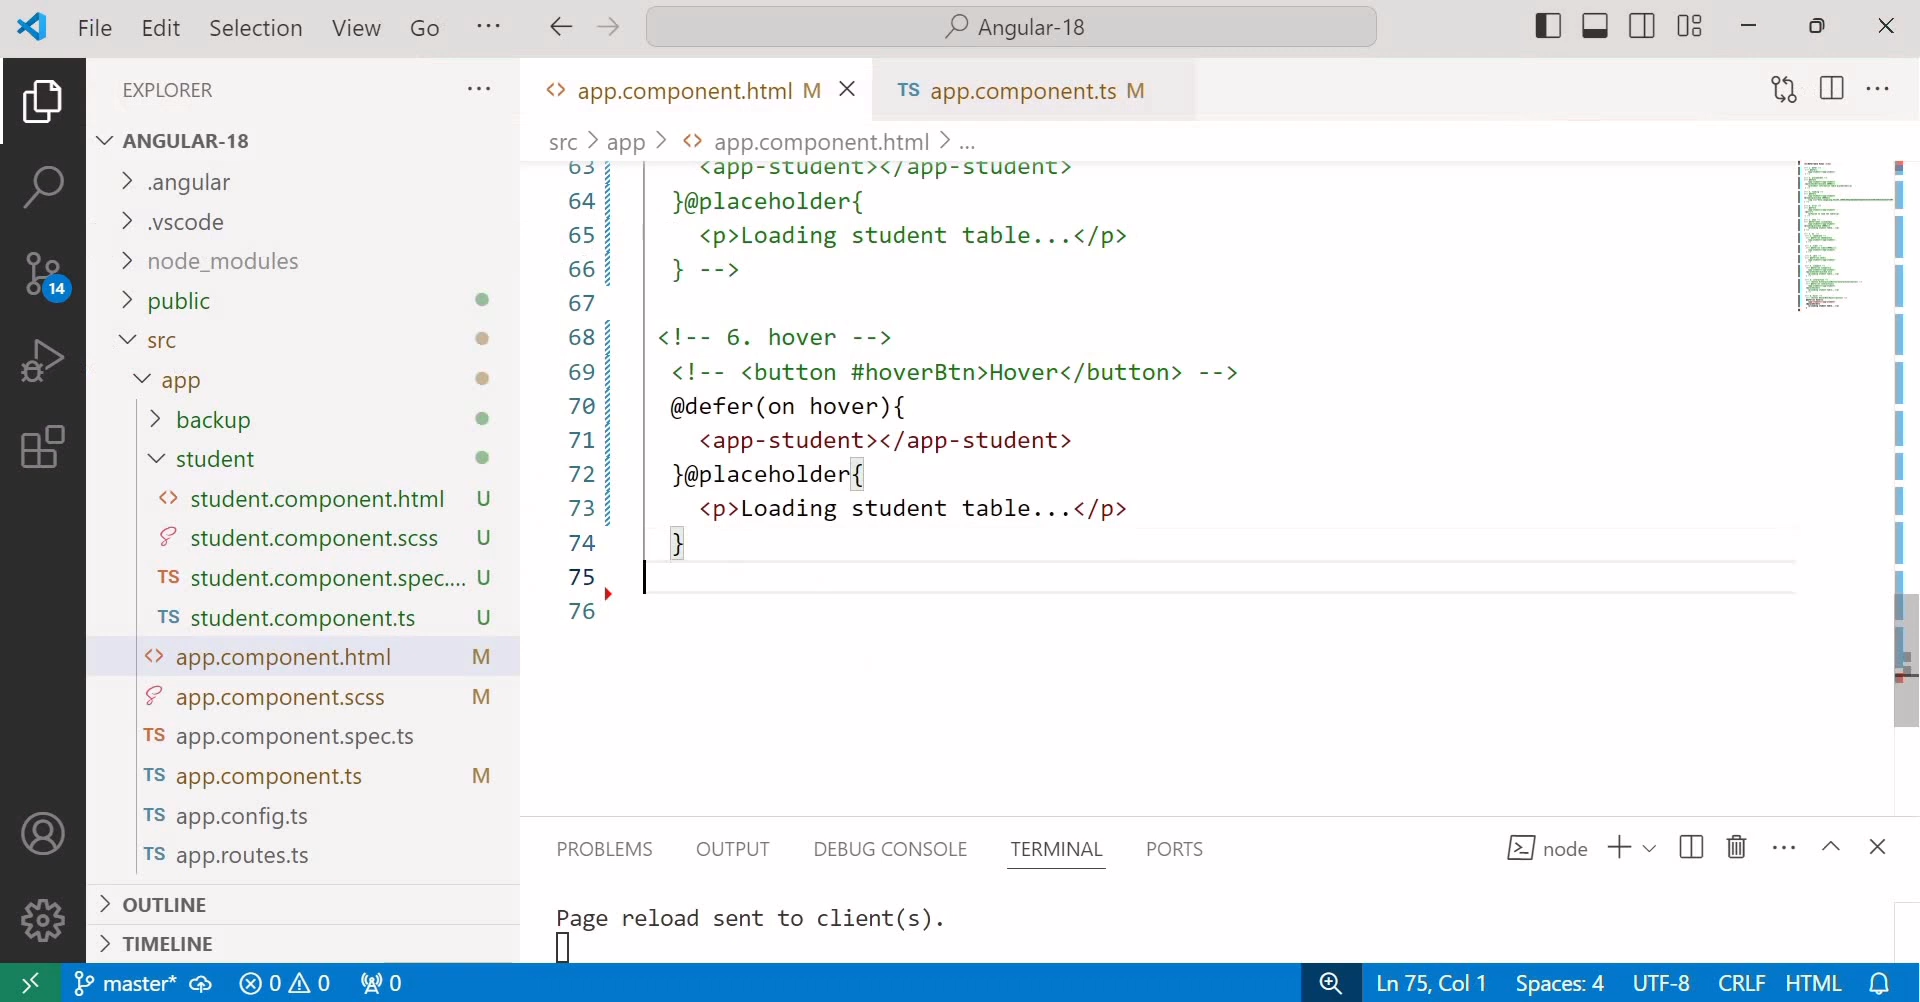 File Edit Selection View Go ··· Angular-18
EXPLORER ···
ANGULAR-18
.angular
.vscode
node_modules
public
src
app
backup
student
student.component.html U
student.component.scss U
TS student.component.spec.... U
TS student.component.ts U
app.component.html M
app.component.scss M
TS app.component.spec.ts
TS app.component.ts M
TS app.config.ts
TS app.routes.ts
OUTLINE
TIMELINE
14
app.component.html M
TS app.component.ts M
src > app > app.component.html > ...
63 <app-student></app-student>
64 }@placeholder{
65 <p>Loading student table...</p>
66 } -->
67
68 <!-- 6. hover -->
69 <!-- <button #hoverBtn>Hover</button> -->
70 @defer(on hover){
71 <app-student></app-student>
72 }@placeholder{
73 <p>Loading student table...</p>
74 }
75
76
PROBLEMS OUTPUT DEBUG CONSOLE TERMINAL PORTS node
Page reload sent to client(s).
master* 0 0 0 Ln 75, Col 1 Spaces: 4 UTF-8 CRLF HTML